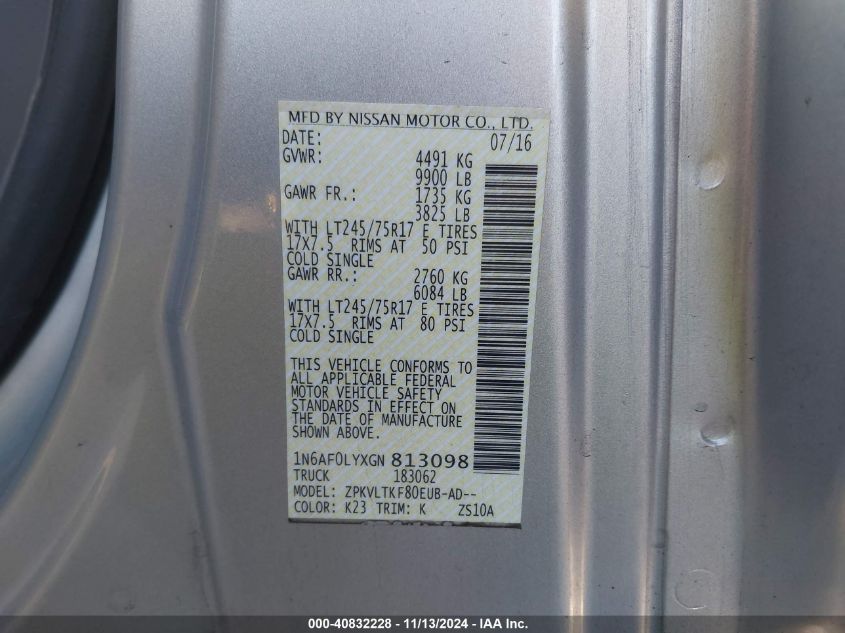 MFD BY NISSAN MOTOR CO., LTD.
DATE: 07/16
GVWR: 4491 KG
9900 LB
GAWR FR.: 1735 KG
3825 LB
WITH LT245/75R17 E TIRES
17X7.5 RIMS AT 50 PSI
COLD SINGLE
GAWR RR.: 2760 KG
6084 LB
WITH LT245/75R17 E TIRES
17X7.5 RIMS AT 80 PSI
COLD SINGLE
THIS VEHICLE CONFORMS TO
ALL APPLICABLE FEDERAL
MOTOR VEHICLE SAFETY
STANDARDS IN EFFECT ON
THE DATE OF MANUFACTURE
SHOWN ABOVE.
1N6AF0LYXGN 813098
TRUCK 183062
MODEL: ZPKVLTKF80EUB-AD--
COLOR: K23 TRIM: K ZS10A
000-40832228 - 11/13/2024 - IAA Inc.